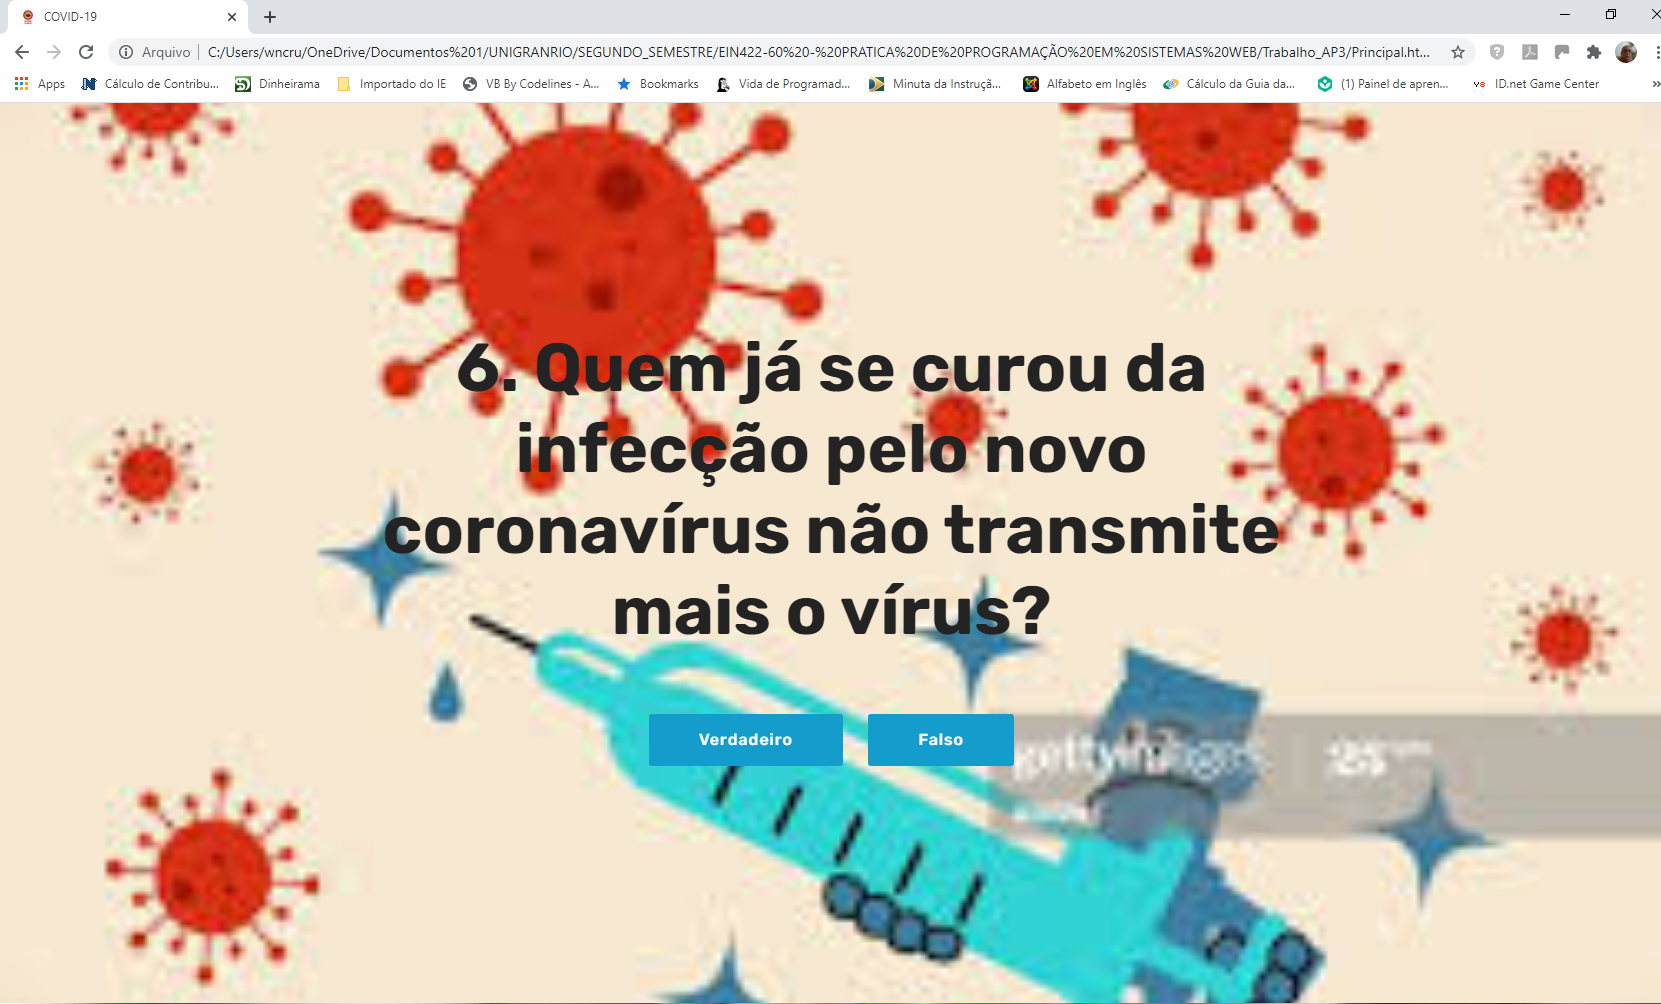 COVID-19
Arquivo
C:/Users/wncru/OneDrive/Documentos%201/UNIGRANRIO/SEGUNDO_SEMESTRE/EIN422-60%20-%20PRATICA%20DE%20PROGRAMAÇÃO%20EM%20SISTEMAS%20WEB/Trabalho_AP3/Principal.ht...
Apps Cálculo de Contribu... Dinheirama Importado do IE VB By Codelines - A... Bookmarks Vida de Programad... Minuta da Instruçã... Alfabeto em Inglês Cálculo da Guia da... (1) Painel de apren... ID.net Game Center
6. Quem já se curou da
infecção pelo novo
coronavírus não transmite
mais o vírus?
Verdadeiro Falso
gettyimages